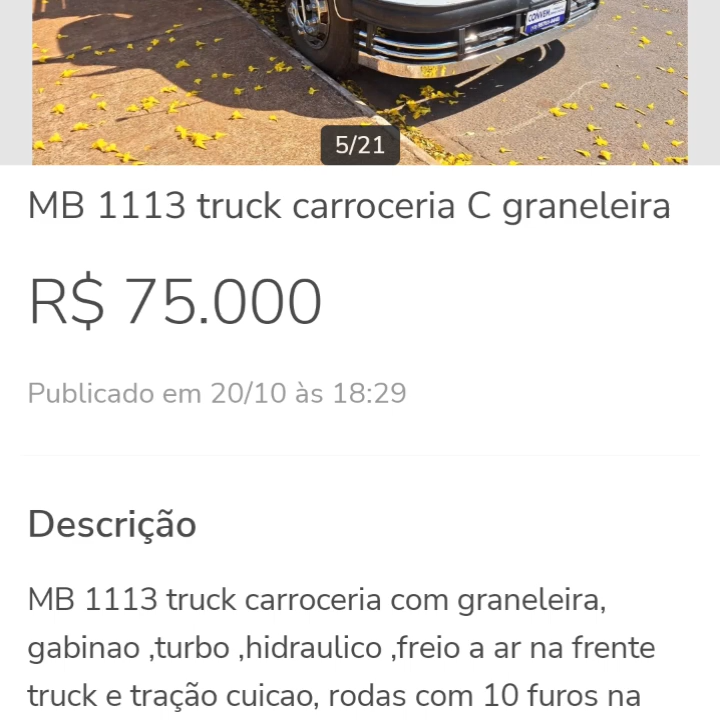 CONVEM
5/21
MB 1113 truck carroceria C graneleira
R$ 75.000
Publicado em 20/10 às 18:29
Descrição
MB 1113 truck carroceria com graneleira,
gabinao ,turbo ,hidraulico ,freio a ar na frente
truck e tração cuicao, rodas com 10 furos na